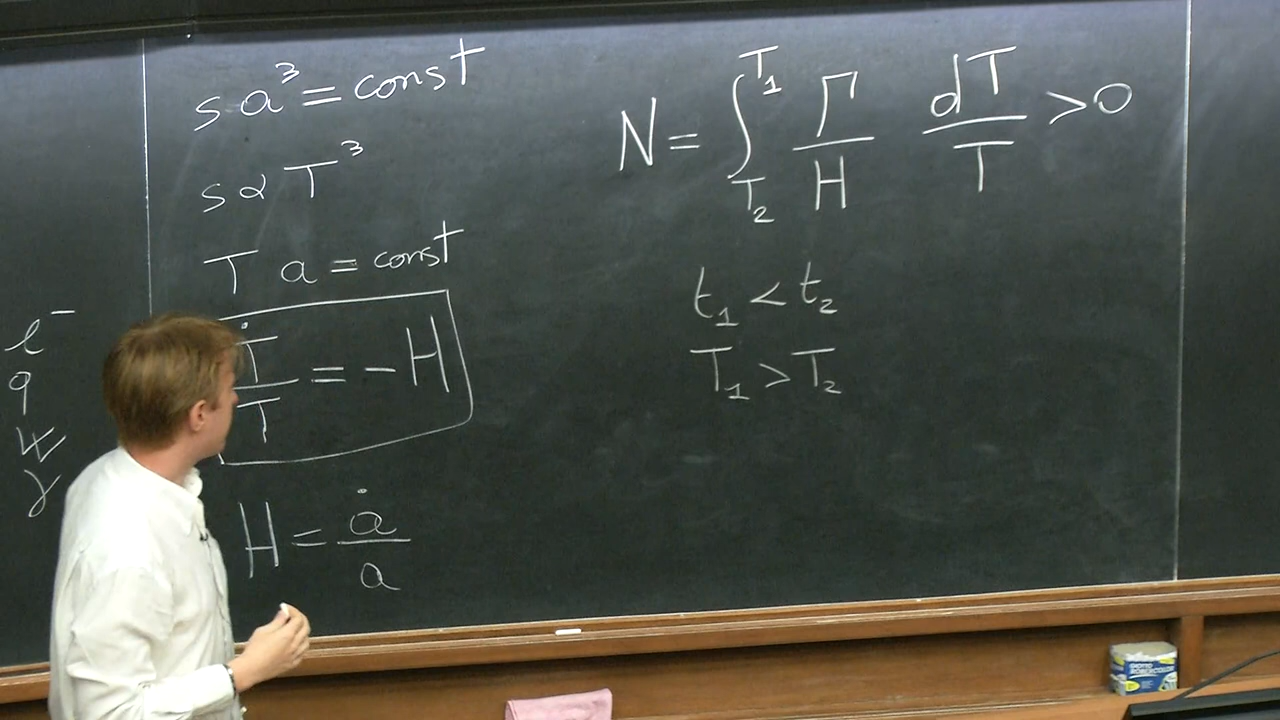 s a³ = const
s ∝ T³
T a = const
Ṫ/T = -H
H = ȧ/a
e⁻
q
W
γ
N = ∫_{T₂}^{T₁} Γ/H dT/T > 0
t₁ < t₂
T₁ > T₂